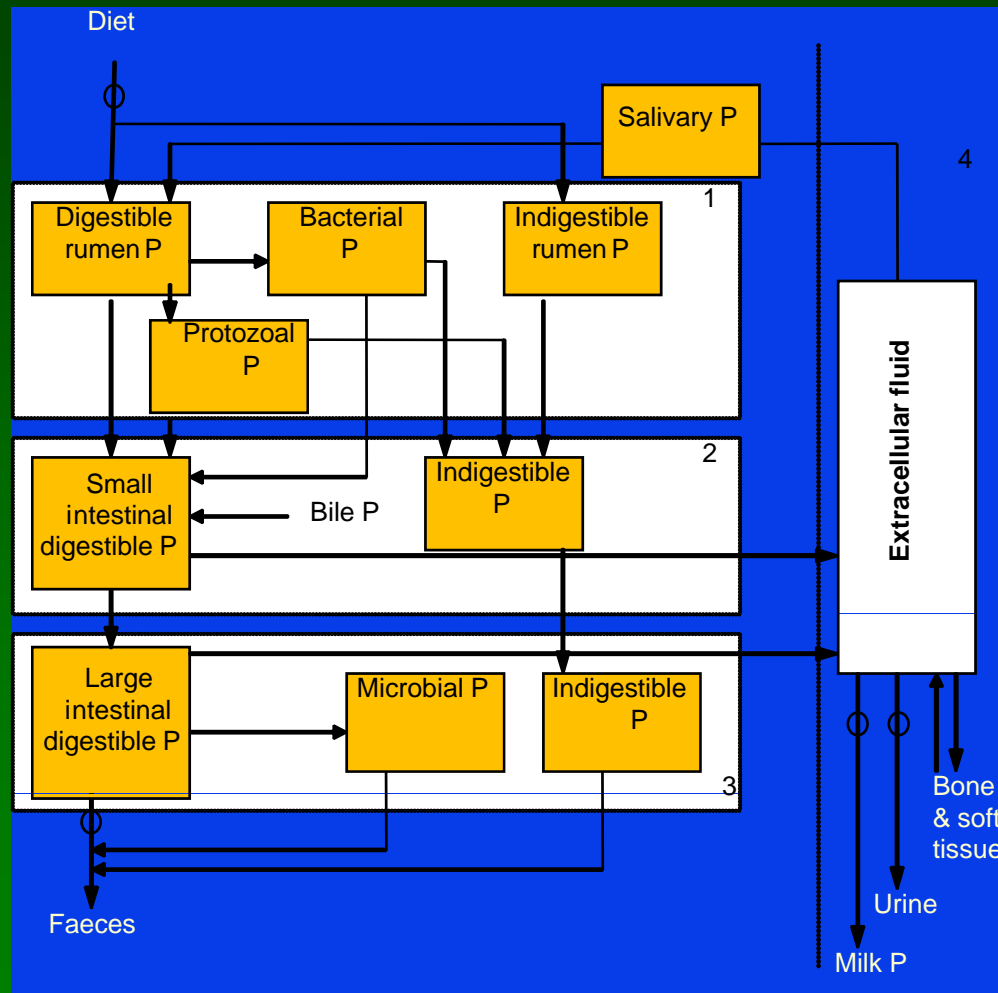 Diet
Salivary P
4
1
Digestible
rumen P
Bacterial
P
Indigestible
rumen P
Protozoal
P
Extracellular fluid
2
Small
intestinal
digestible P
Bile P
Indigestible
P
Large
intestinal
digestible P
Microbial P
Indigestible
P
3
Bone
& soft
tissue
Faeces
Urine
Milk P